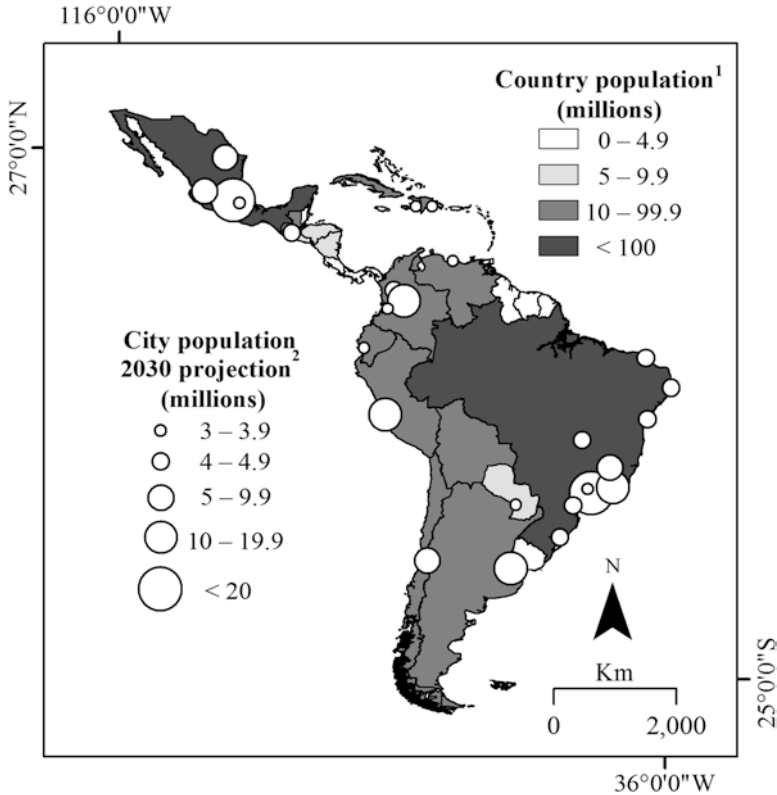 116°0'0"W
27°0'0"N
Country population1
(millions)
0 – 4.9
5 – 9.9
10 – 99.9
< 100
City population
2030 projection2
(millions)
3 – 3.9
4 – 4.9
5 – 9.9
10 – 19.9
< 20
N
Km
0 2,000
25°0'0"S
36°0'0"W